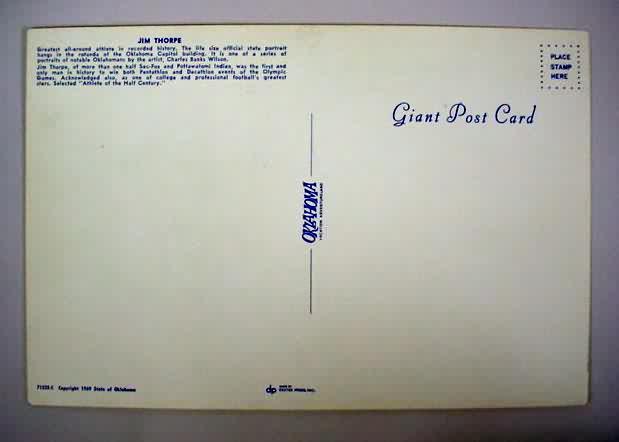 JIM THORPE
Greatest all-around athlete in recorded history. The life size official state portrait
hangs in the rotunda of the Oklahoma Capitol building. It is one of a series of
portraits of notable Oklahomans by the artist, Charles Banks Wilson.
Jim Thorpe, of more than one half Sac-Fox and Pottawatomi Indian, was the first and
only man in history to win both Pentathlon and Decathlon events of the Olympic
Games. Acknowledged also, as one of college and professional football's greatest
stars. Selected "Athlete of the Half Century."
PLACE
STAMP
HERE
Giant Post Card
OKLAHOMA
Copyright 1969 State of Oklahoma
dp
MADE BY
DEXTER PRESS, INC.